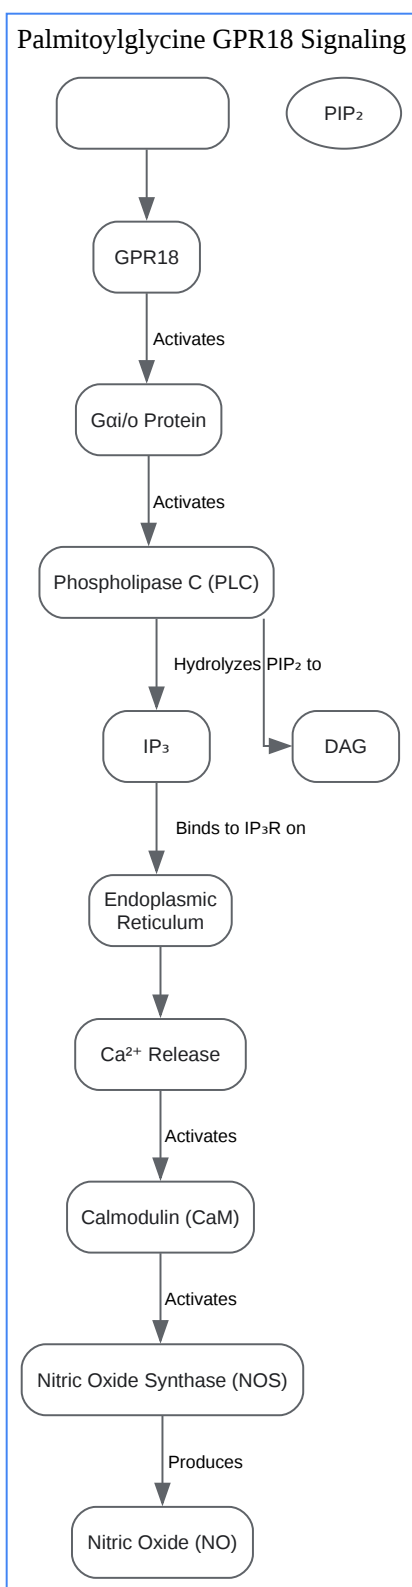 Palmitoylglycine GPR18 Signaling
PIP₂
GPR18
Activates
Gαi/o Protein
Activates
Phospholipase C (PLC)
Hydrolyzes PIP₂ to
IP₃
DAG
Binds to IP₃R on
Endoplasmic
Reticulum
Ca²⁺ Release
Activates
Calmodulin (CaM)
Activates
Nitric Oxide Synthase (NOS)
Produces
Nitric Oxide (NO)